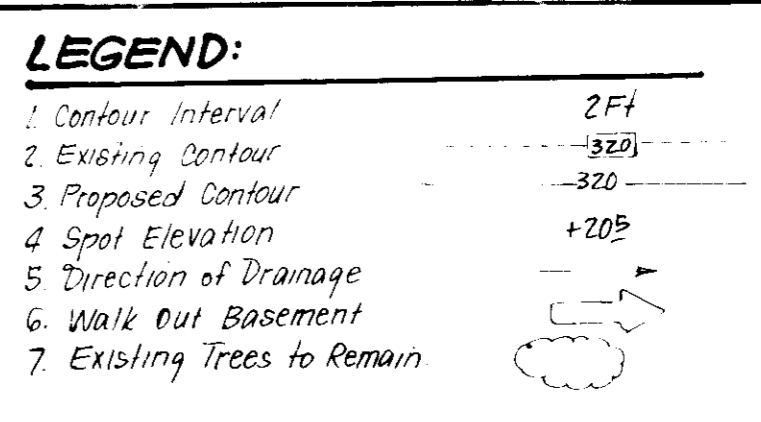 LEGEND:
1. Contour Interval 2Ft
2. Existing Contour 320
3. Proposed Contour 320
4 Spot Elevation +205
5 Direction of Drainage
6. Walk Out Basement
7. Existing Trees to Remain